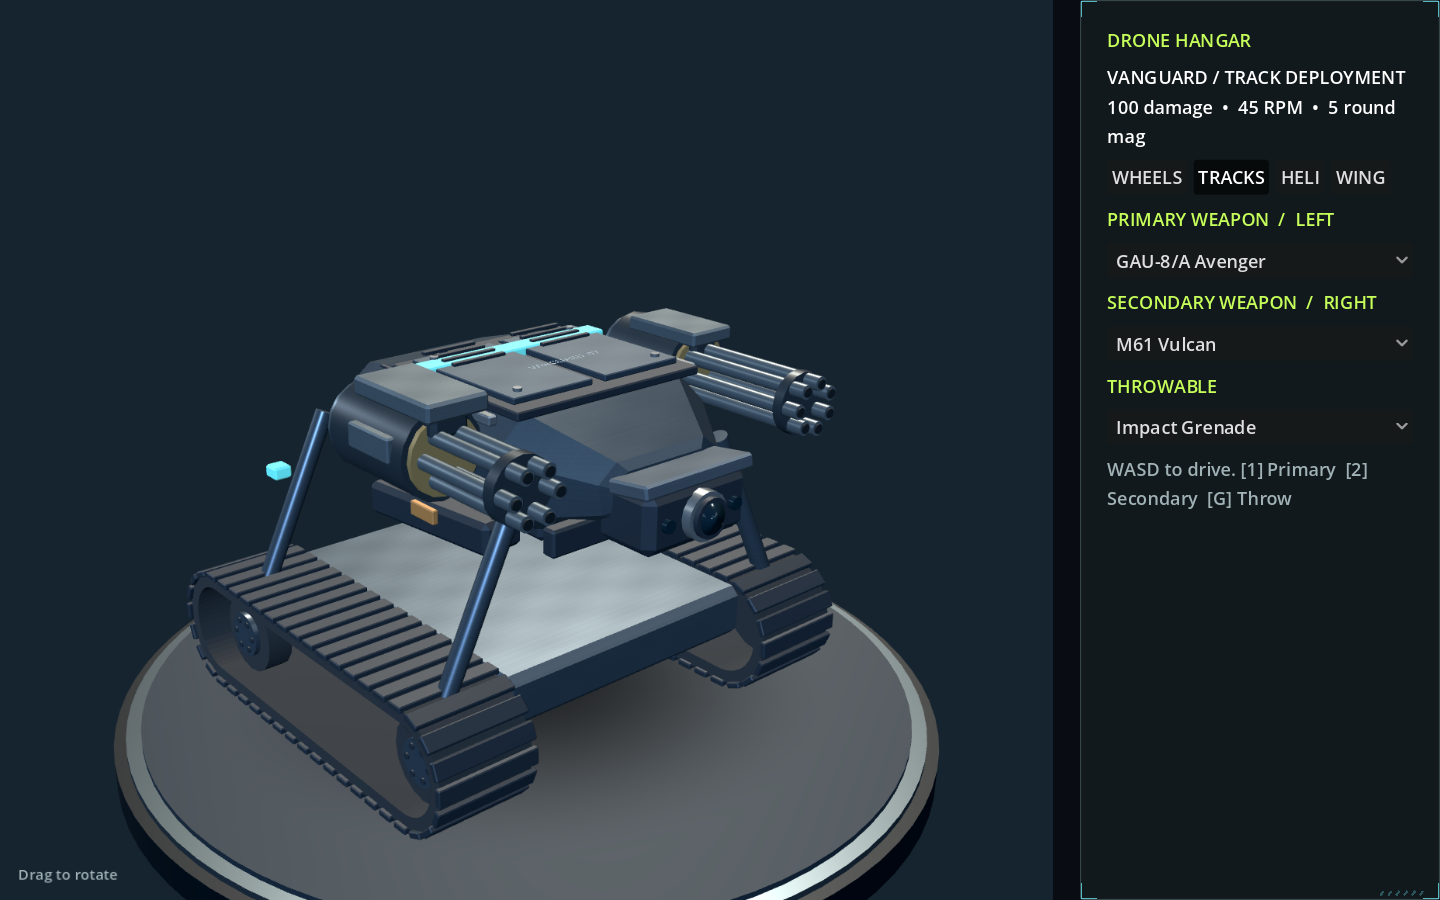 DRONE HANGAR
VANGUARD / TRACK DEPLOYMENT
100 damage • 45 RPM • 5 round
mag
WHEELS TRACKS HELI WING
PRIMARY WEAPON / LEFT
GAU-8/A Avenger
SECONDARY WEAPON / RIGHT
M61 Vulcan
THROWABLE
Impact Grenade
WASD to drive. [1] Primary [2]
Secondary [G] Throw
Drag to rotate